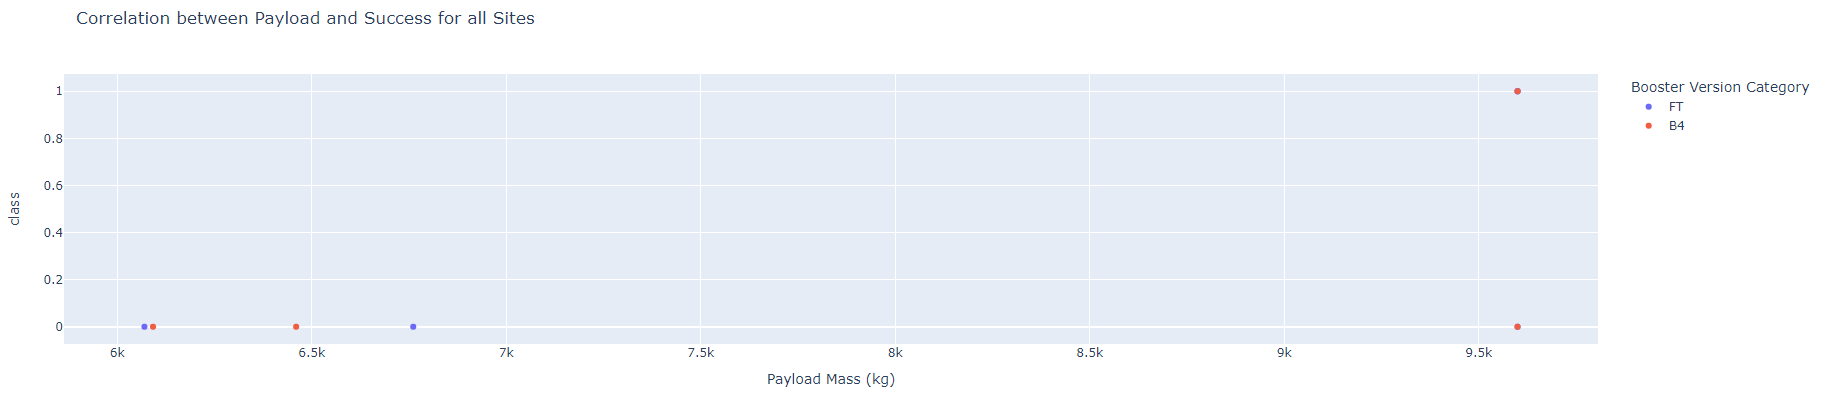 Correlation between Payload and Success for all Sites
Booster Version Category
FT
B4
class
1
0.8
0.6
0.4
0.2
0
6k 6.5k 7k 7.5k 8k 8.5k 9k 9.5k
Payload Mass (kg)